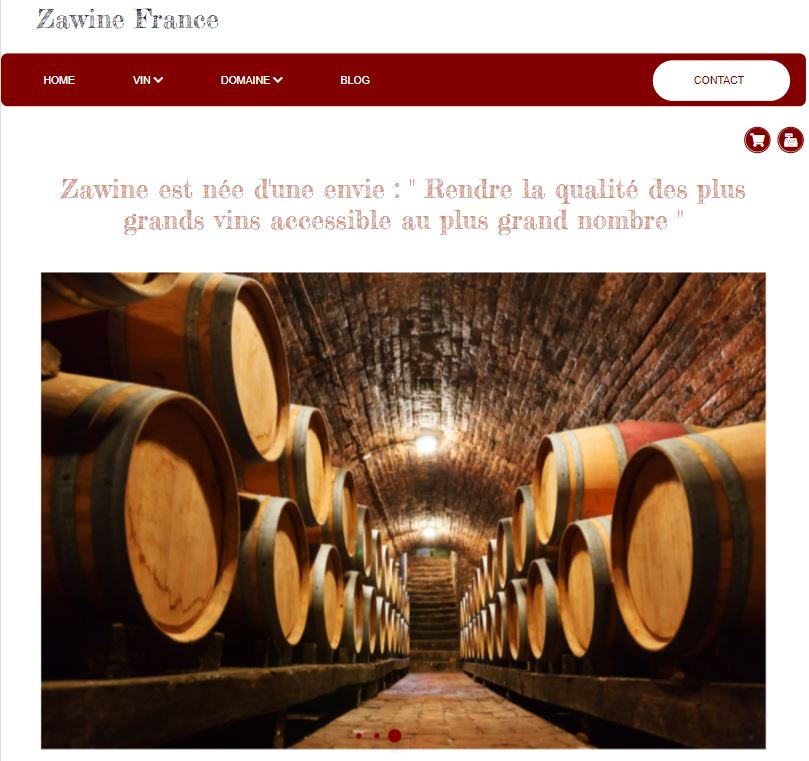 Zawine France
HOME VIN DOMAINE BLOG CONTACT
Zawine est née d'une envie : " Rendre la qualité des plus
grands vins accessible au plus grand nombre "